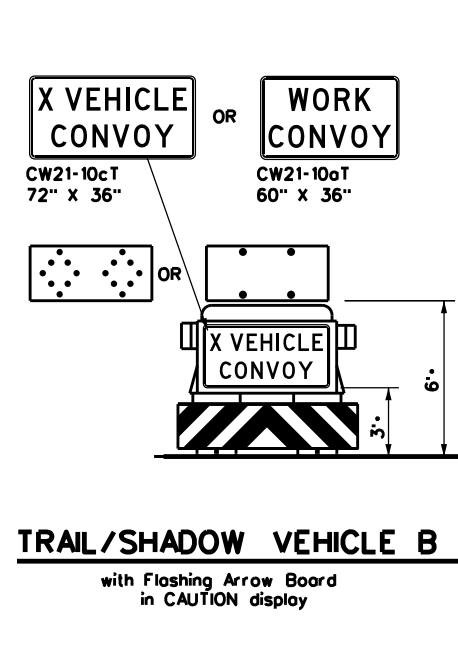 X VEHICLE
CONVOY
OR
WORK
CONVOY
CW21-10cT
72" X 36"
CW21-10aT
60" X 36"
OR
X VEHICLE
CONVOY
6'±
3'±
TRAIL/SHADOW VEHICLE B
with Flashing Arrow Board
in CAUTION display